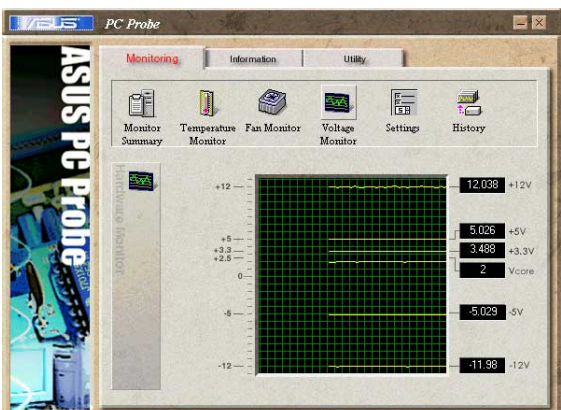 ASUS PC Probe
Monitoring Information Utility
ASUS PC Probe
Monitor Summary
Temperature Monitor
Fan Monitor
Voltage Monitor
Settings
History
Hardware Monitor
+12
+5
+3.3
+2.5
0
-5
-12
12.038 +12V
5.026 +5V
3.488 +3.3V
2 Vcore
-5.029 -5V
-11.98 -12V